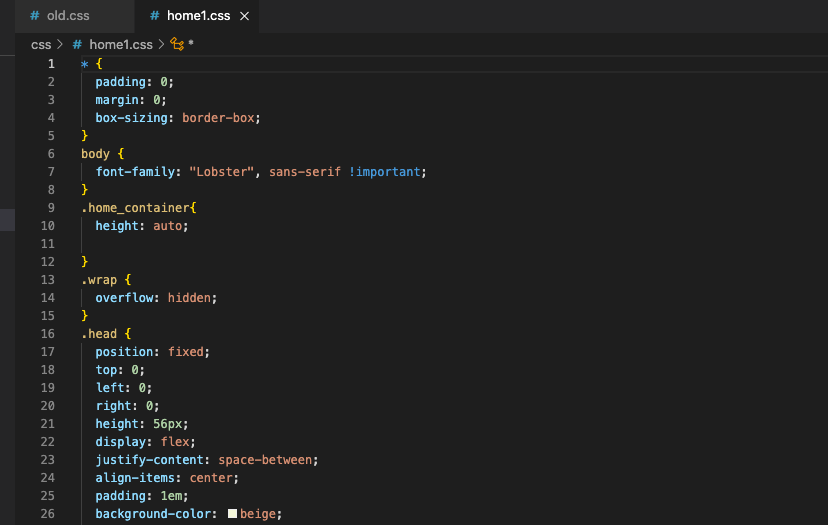 # old.css # home1.css ×
css > # home1.css > *
1 * {
2 padding: 0;
3 margin: 0;
4 box-sizing: border-box;
5 }
6 body {
7 font-family: "Lobster", sans-serif !important;
8 }
9 .home_container{
10 height: auto;
11
12 }
13 .wrap {
14 overflow: hidden;
15 }
16 .head {
17 position: fixed;
18 top: 0;
19 left: 0;
20 right: 0;
21 height: 56px;
22 display: flex;
23 justify-content: space-between;
24 align-items: center;
25 padding: 1em;
26 background-color: beige;